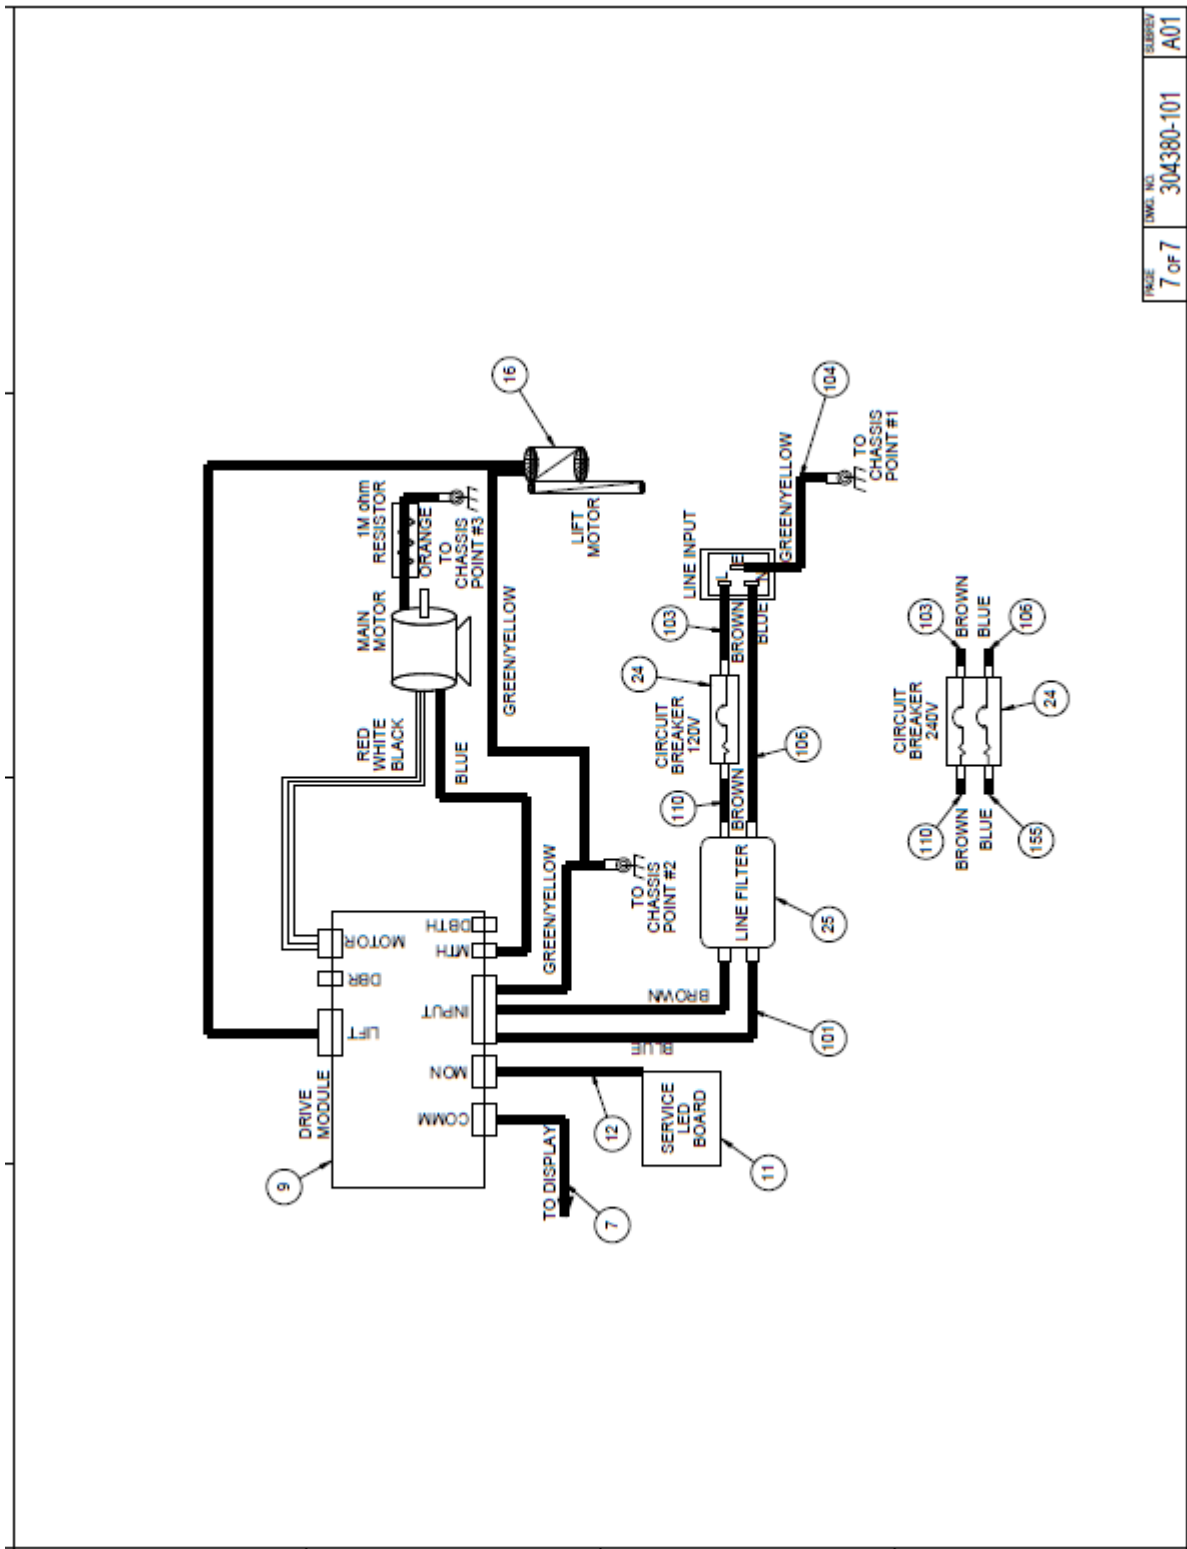 9
DRIVE
MODULE
LIFT
DBR
MOTOR
COMM
MON
INPUT
MTH
DBTH
RED
WHITE
BLACK
BLUE
MAIN
MOTOR
1M ohm
RESISTOR
ORANGE
TO
CHASSIS
POINT #3
GREEN/YELLOW
16
LIFT
MOTOR
TO DISPLAY
7
12
SERVICE
LED
BOARD
11
GREEN/YELLOW
TO
CHASSIS
POINT #2
BROWN
BLUE
101
LINE FILTER
25
110
BROWN
CIRCUIT
BREAKER
120V
24
103
BROWN
BLUE
106
LINE INPUT
L
E
N
GREEN/YELLOW
104
TO
CHASSIS
POINT #1
CIRCUIT
BREAKER
240V
110
BROWN
BLUE
155
103
BROWN
BLUE
106
24
PAGE
7 OF 7
DWG. NO.
304380-101
SUBREV
A01